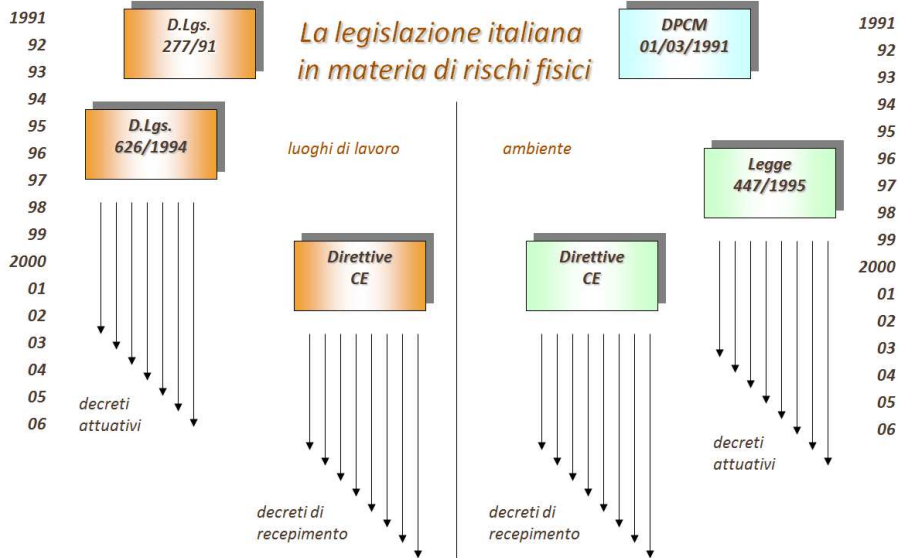 La legislazione italiana
in materia di rischi fisici
1991
92
93
94
95
96
97
98
99
2000
01
02
03
04
05
06
D.Lgs.
277/91
D.Lgs.
626/1994
decreti
attuativi
luoghi di lavoro
Direttive
CE
decreti di
recepimento
ambiente
DPCM
01/03/1991
Direttive
CE
decreti di
recepimento
Legge
447/1995
decreti
attuativi
1991
92
93
94
95
96
97
98
99
2000
01
02
03
04
05
06